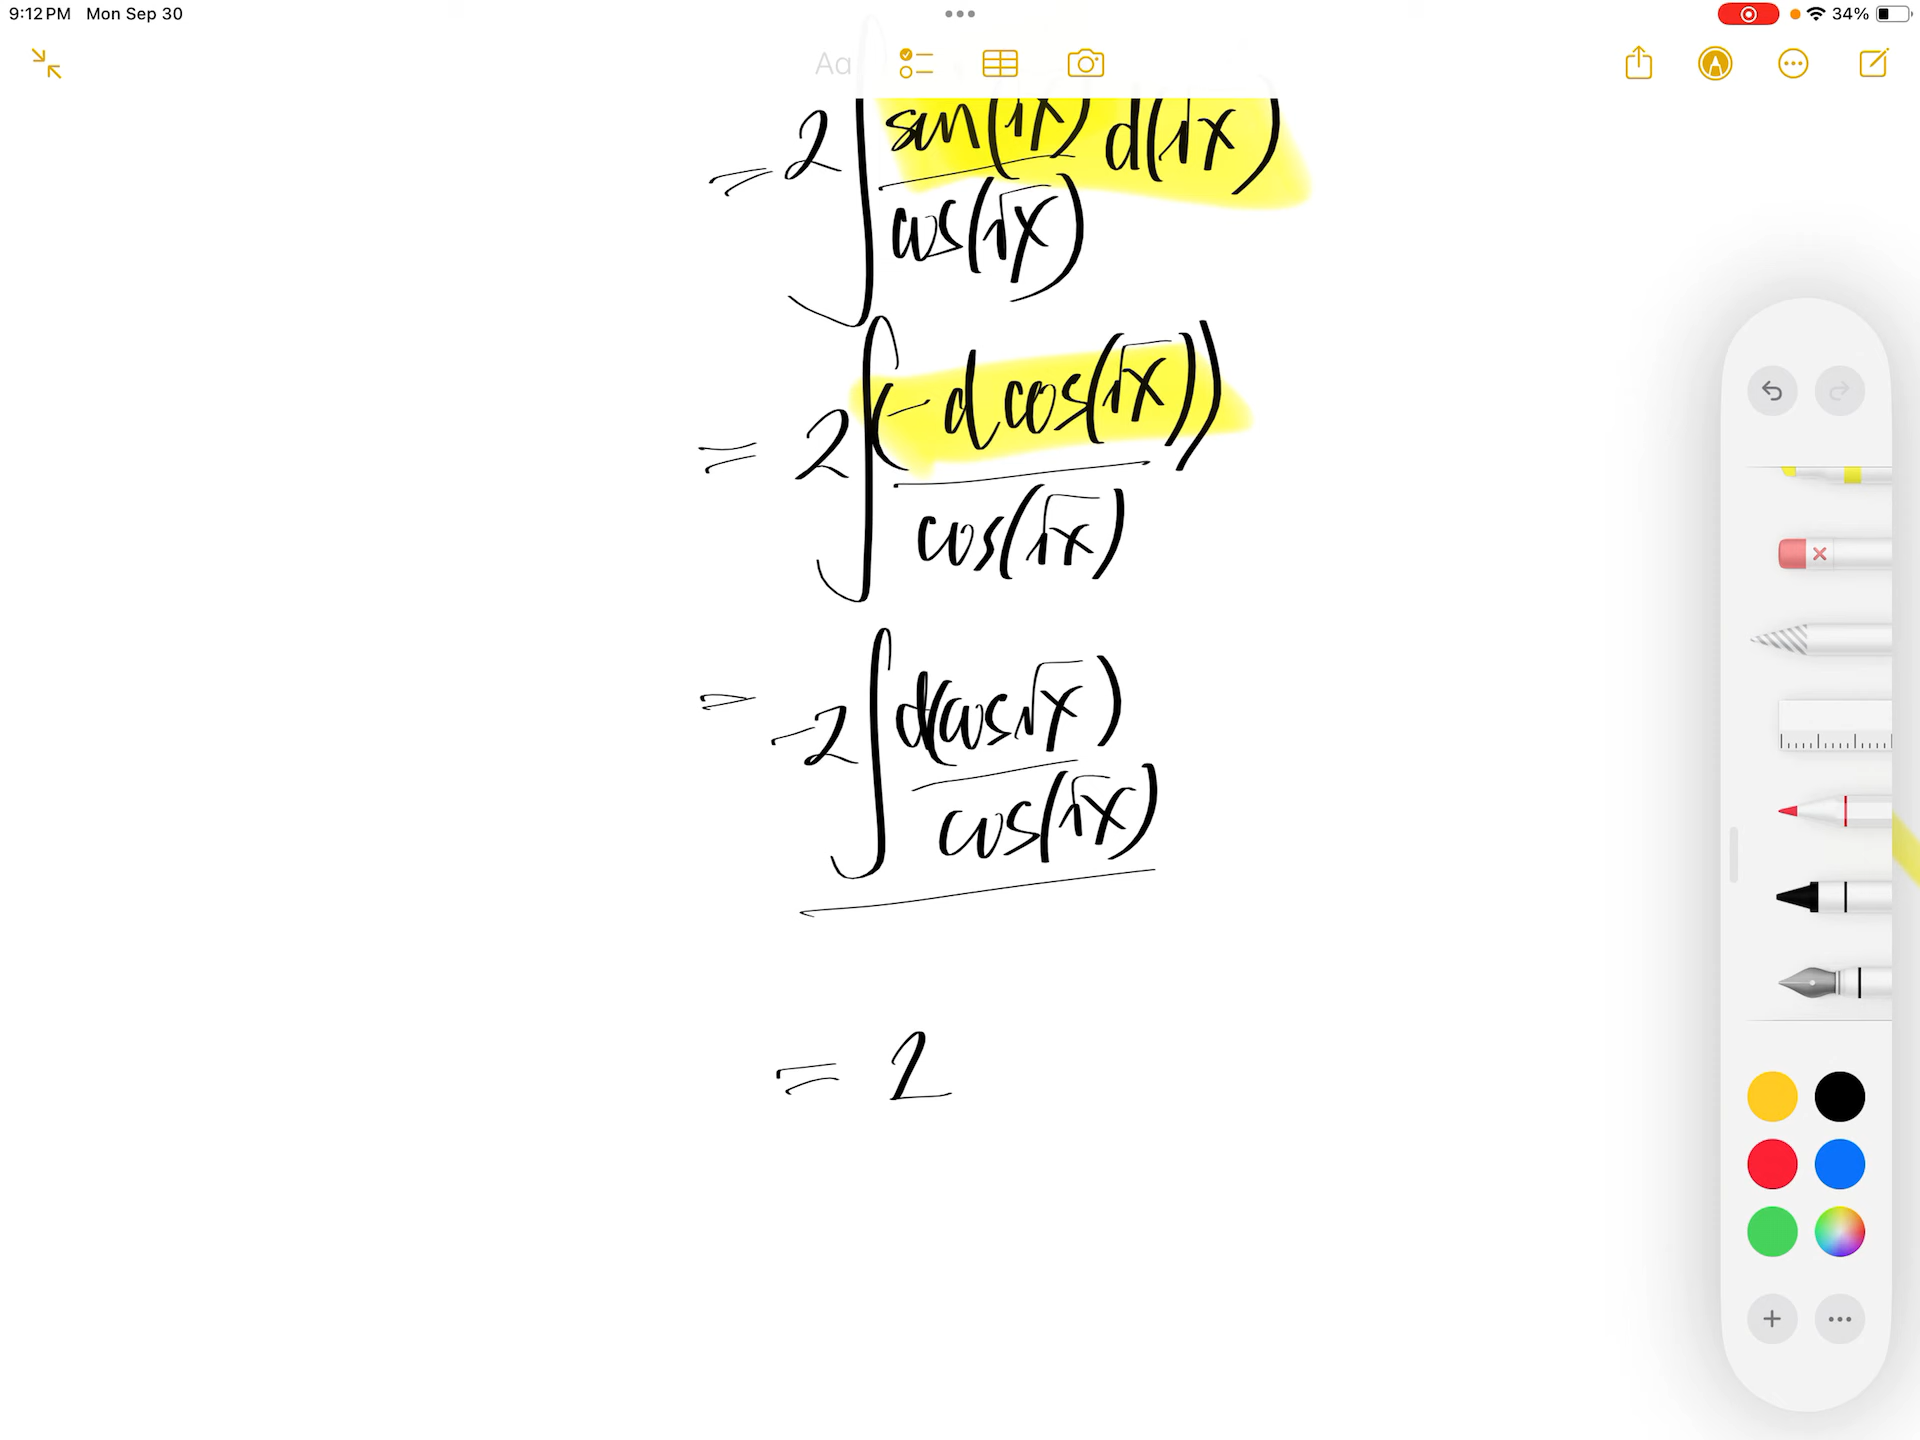 9:12 PM Mon Sep 30
34%
Aa
= 2 ∫ sin(√x) d(√x)
cos(√x)
= 2 ∫ (- d cos(√x))
cos(√x)
= -2 ∫ d(cos√x)
cos(√x)
= 2